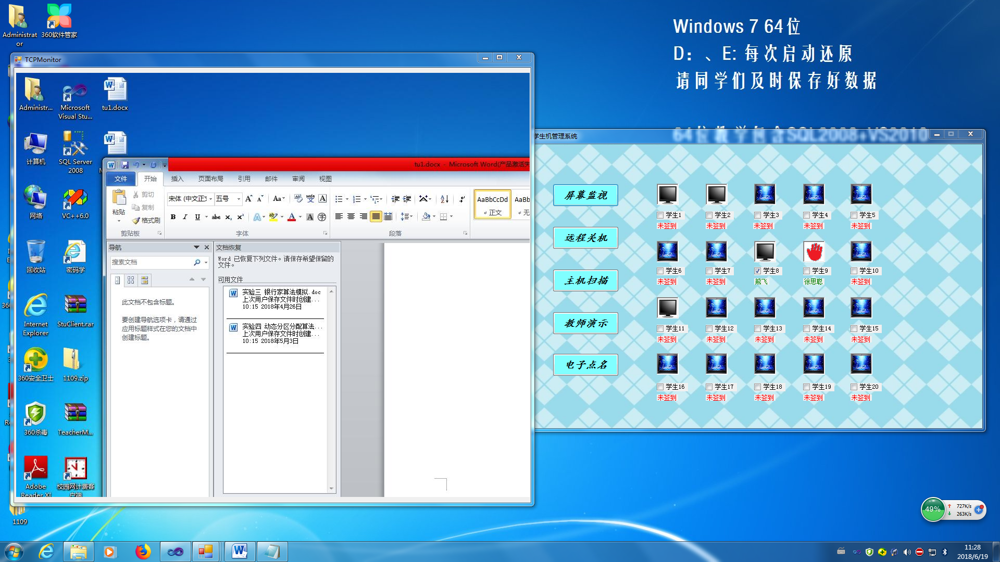 Administrat
or
360软件管家
Windows 7 64位
D：、E: 每次启动还原
请同学们及时保存好数据
64位教学包含SQL2008+VS2010
TCPMonitor
Administr...
Microsoft
Visual Stu...
tu1.docx
计算机
SQL Server
2008
网络
VC++6.0
回收站
密码学
Internet
Explorer
StuClient.rar
360安全卫士
1109.zip
360杀毒
TeacherM...
Adobe
Reader XI
校园网计费客
户端
1109
tu1.docx - Microsoft Word(产品激活失
文件
开始
插入
页面布局
引用
邮件
审阅
视图
粘贴
剪切
复制
格式刷
剪贴板
宋体 (中文正文
五号
字体
段落
AaBbCcDd
正文
AaBb
无
导航
搜索文档
此文档不包含标题。
要创建导航选项卡，请通过
应用标题样式在您的文档中
创建标题。
文档恢复
Word 已恢复下列文件。请保存希望保留的
文件。
可用文件
实验三 银行家算法模拟.doc
上次用户保存文件时创建...
10:15 2018年4月26日
实验四 动态分区分配算法...
上次用户保存文件时创建...
10:15 2018年5月3日
学生机管理系统
屏幕监视
远程关机
主机扫描
教师演示
电子点名
学生1 学生2 学生3 学生4 学生5
未签到 未签到 未签到 未签到 未签到
学生6 学生7 学生8 学生9 学生10
未签到 未签到 熊飞 徐思聪 未签到
学生11 学生12 学生13 学生14 学生15
未签到 未签到 未签到 未签到 未签到
学生16 学生17 学生18 学生19 学生20
未签到 未签到 未签到 未签到 未签到
49%
727K/s
263K/s
11:28
2018/6/19